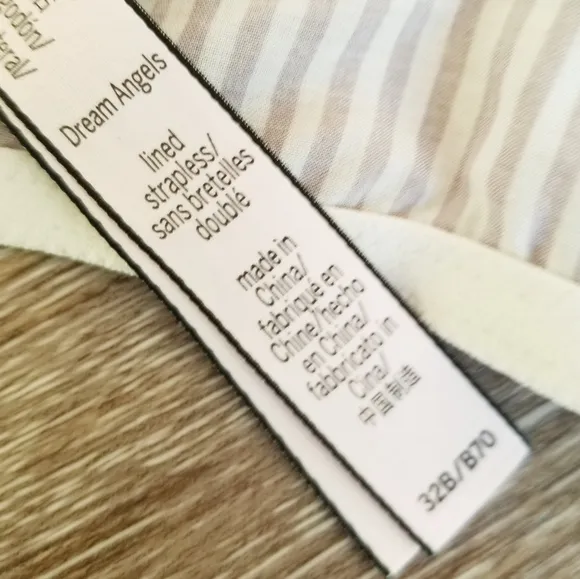 Dream Angels
lined
strapless/
sans bretelles
doublé
made in
China/
fabriqué en
Chine/hecho
en China/
fabbricato in
Cina/
中国制造
32B/B70